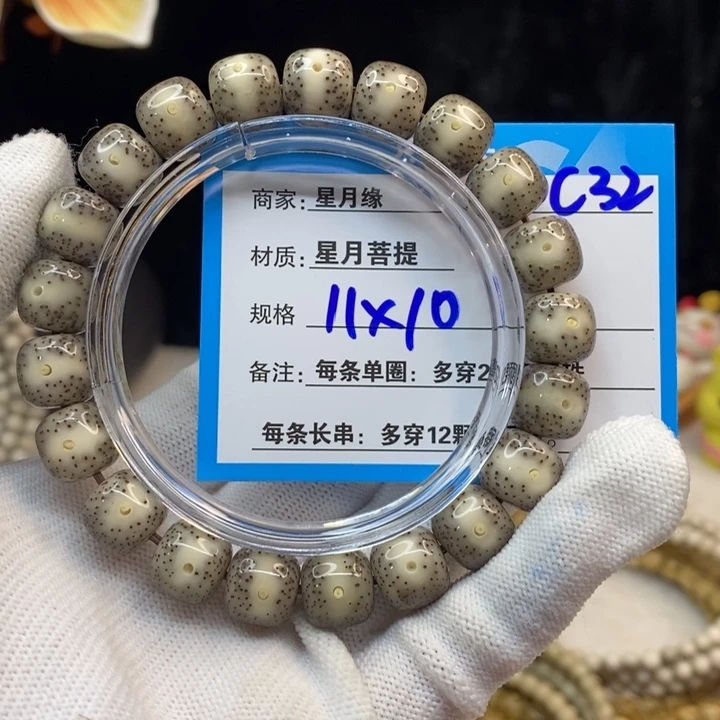 C32
商家: 星月缘
材质: 星月菩提
规格 11x10
备注: 每条单圈: 多穿2
每条长串: 多穿12颗